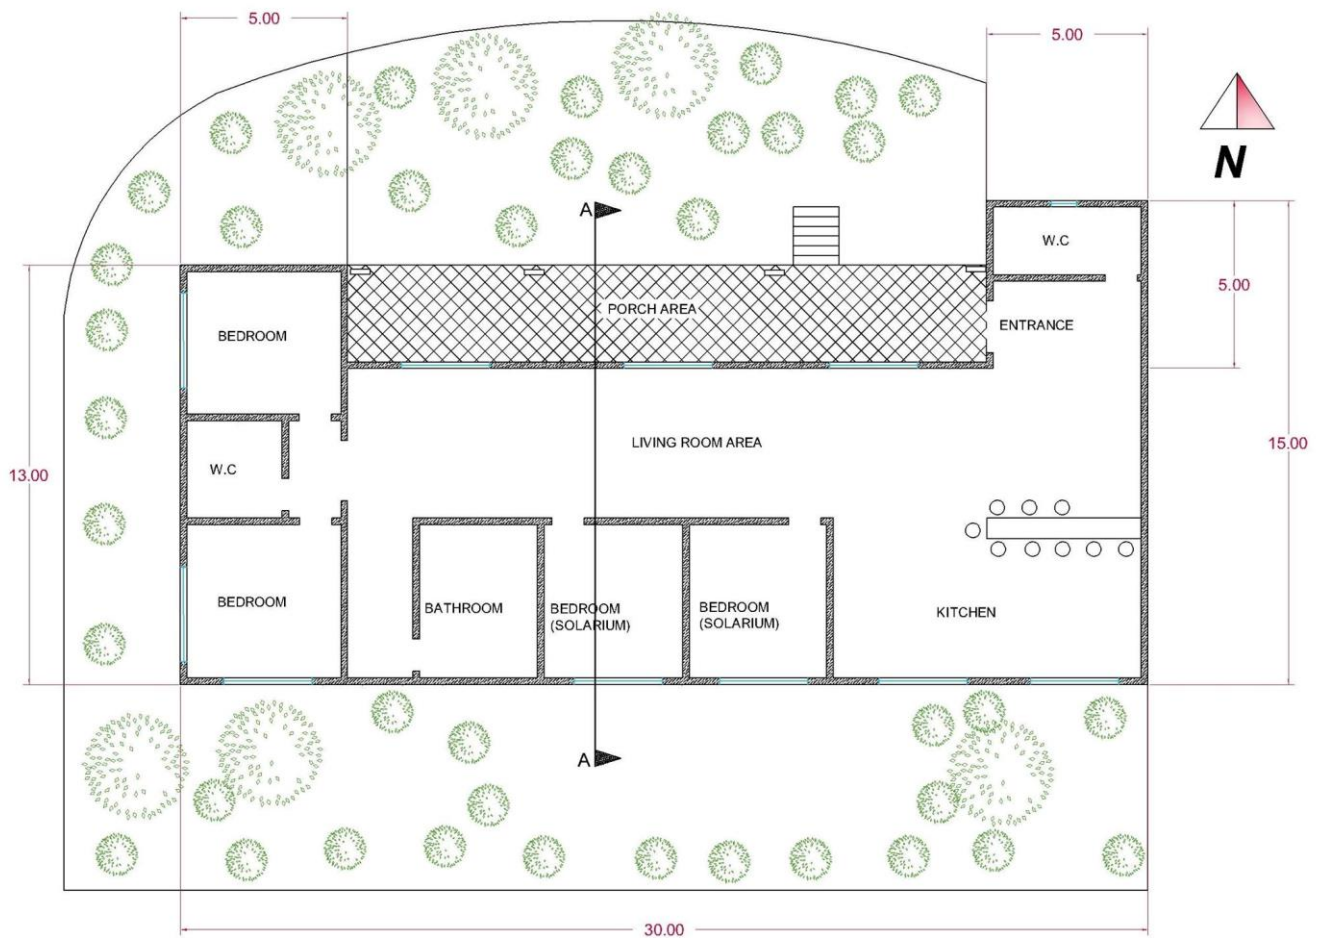 5.00
5.00
N
A
W.C
PORCH AREA
ENTRANCE
5.00
BEDROOM
LIVING ROOM AREA
15.00
W.C
13.00
BEDROOM
BATHROOM
BEDROOM
(SOLARIUM)
BEDROOM
(SOLARIUM)
KITCHEN
A
30.00